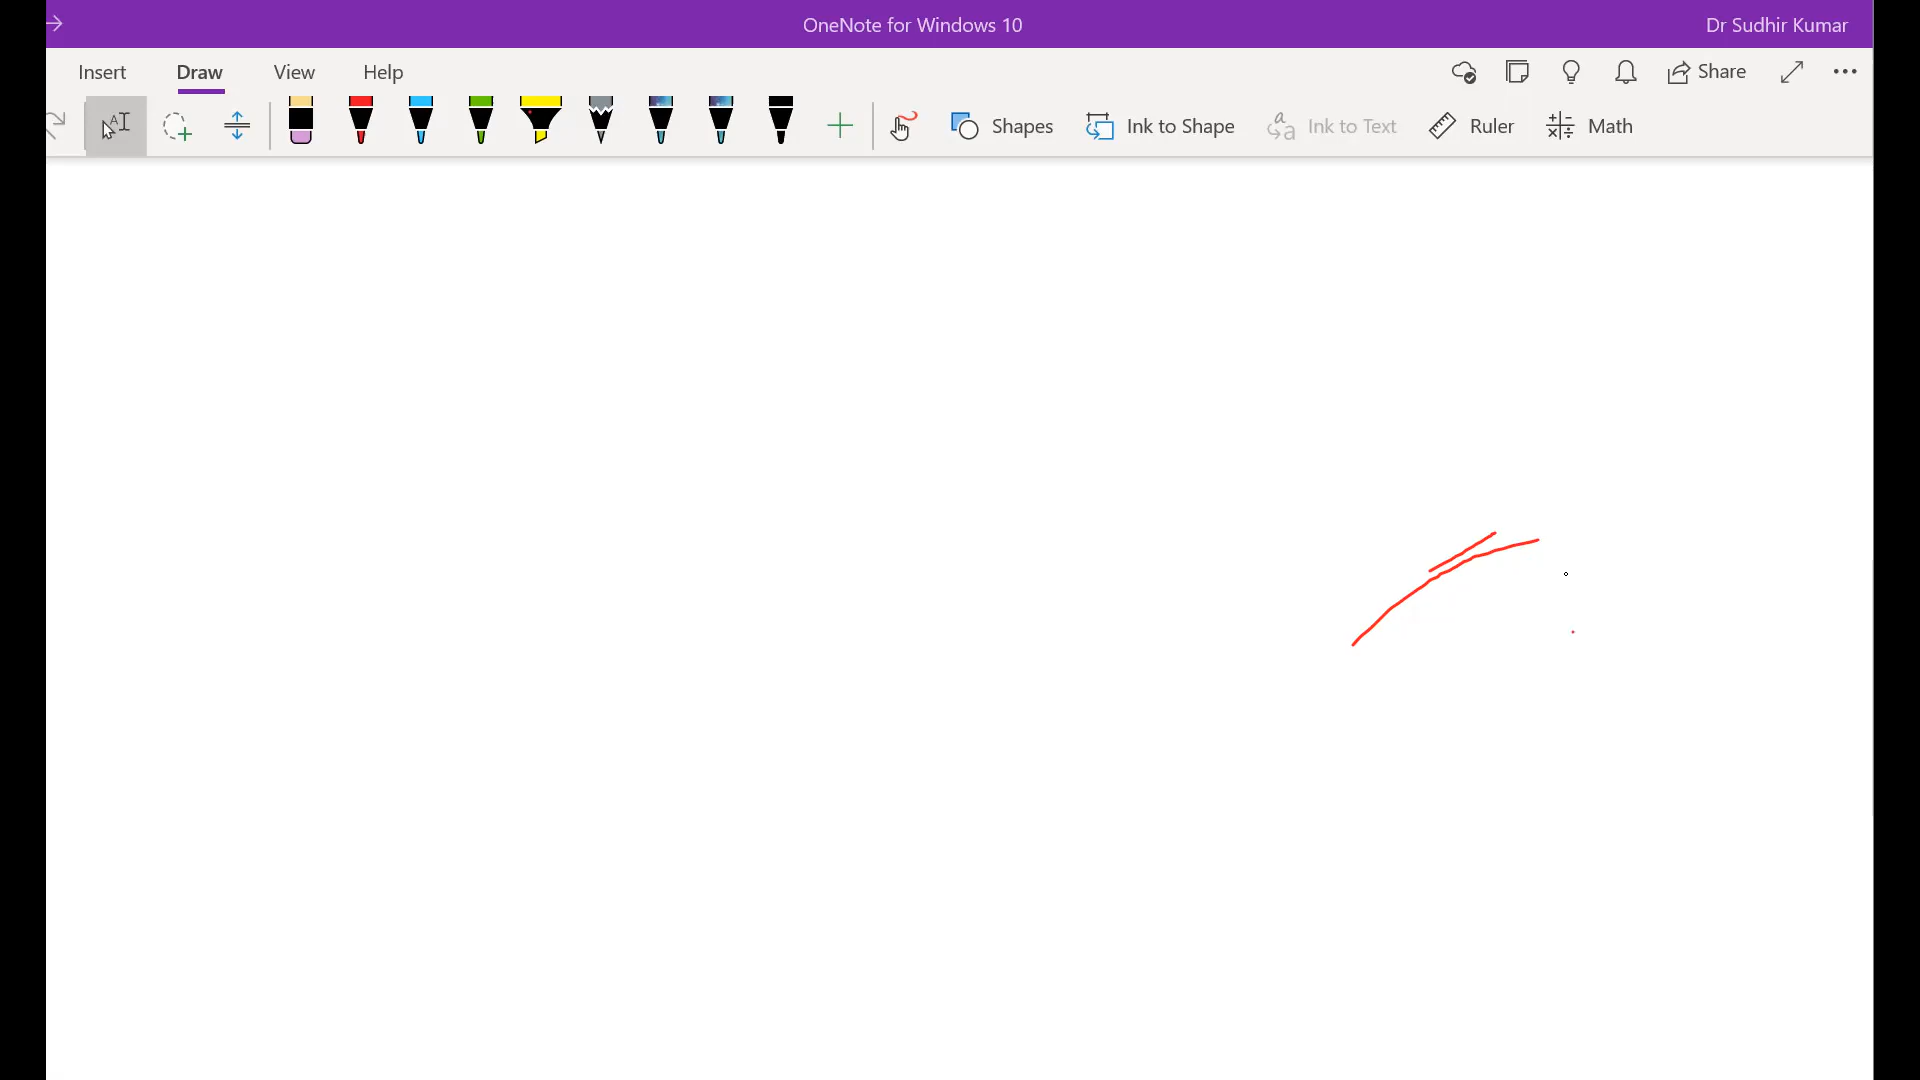 OneNote for Windows 10 Dr Sudhir Kumar
Insert Draw View Help Share
Shapes Ink to Shape Ink to Text Ruler Math